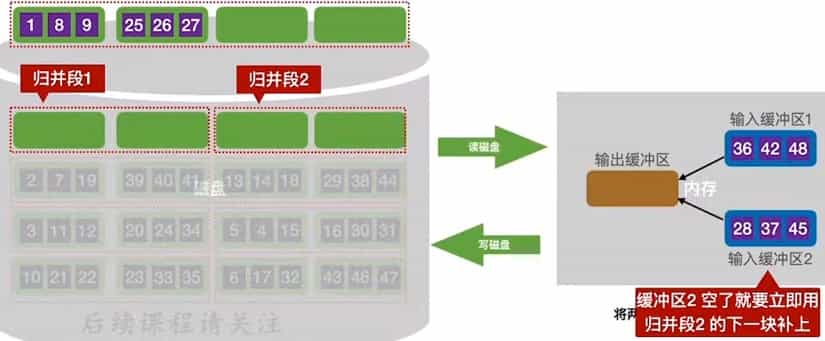 1 8 9 25 26 27
归并段1 归并段2
2 7 19 39 40 41 13 14 18 29 38 44
磁盘
3 11 12 20 24 34 5 4 15 16 30 31
10 21 22 23 33 35 6 17 32 43 46 47
后续课程请关注
读磁盘
写磁盘
输入缓冲区1
36 42 48
输出缓冲区
内存
28 37 45
输入缓冲区2
缓冲区2 空了就要立即用
归并段2 的下一块补上
将两